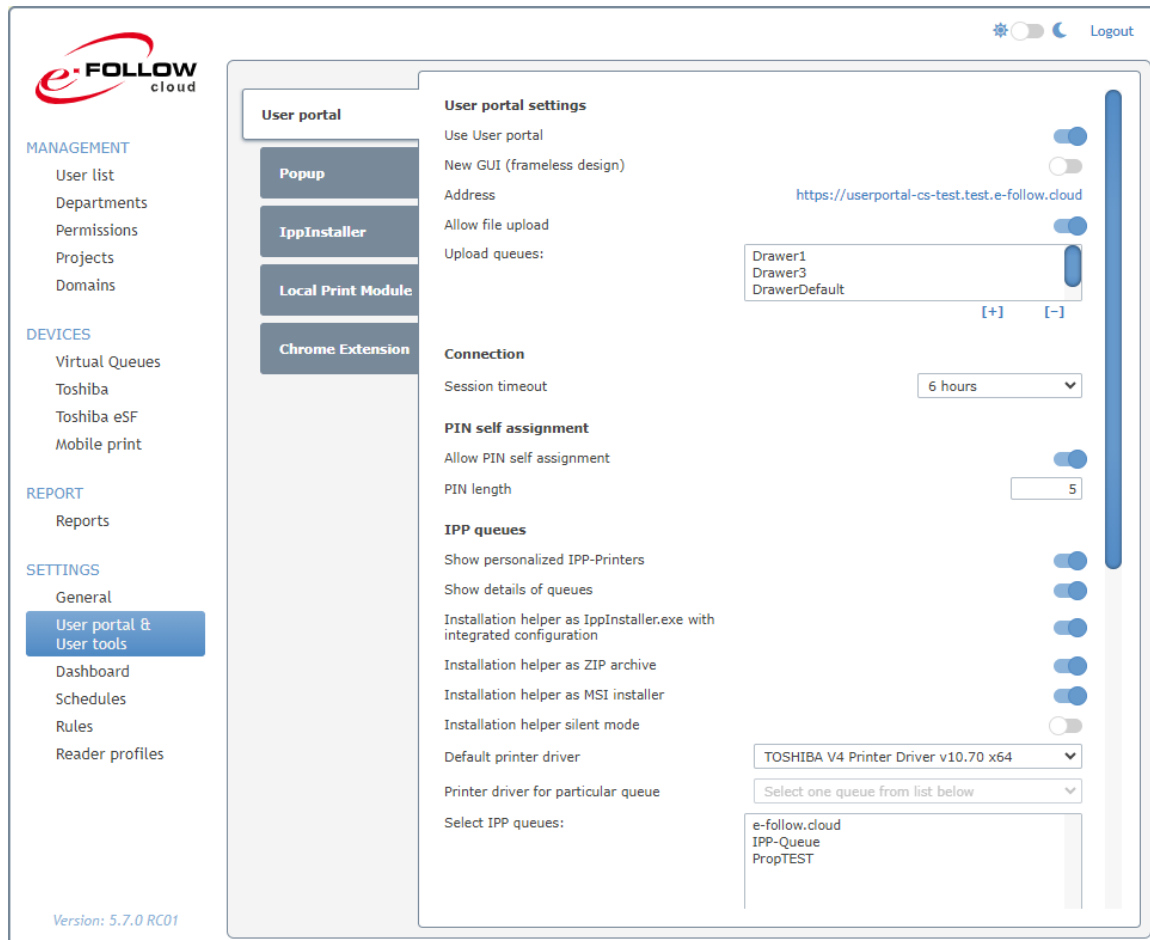 Logout
e-FOLLOW
cloud
MANAGEMENT
User list
Departments
Permissions
Projects
Domains
DEVICES
Virtual Queues
Toshiba
Toshiba eSF
Mobile print
REPORT
Reports
SETTINGS
General
User portal &
User tools
Dashboard
Schedules
Rules
Reader profiles
Version: 5.7.0 RC01
User portal
Popup
IppInstaller
Local Print Module
Chrome Extension
User portal settings
Use User portal
New GUI (frameless design)
Address https://userportal-cs-test.test.e-follow.cloud
Allow file upload
Upload queues:
Drawer1
Drawer3
DrawerDefault
[+] [-]
Connection
Session timeout 6 hours
PIN self assignment
Allow PIN self assignment
PIN length 5
IPP queues
Show personalized IPP-Printers
Show details of queues
Installation helper as IppInstaller.exe with
integrated configuration
Installation helper as ZIP archive
Installation helper as MSI installer
Installation helper silent mode
Default printer driver TOSHIBA V4 Printer Driver v10.70 x64
Printer driver for particular queue Select one queue from list below
Select IPP queues:
e-follow.cloud
IPP-Queue
PropTEST